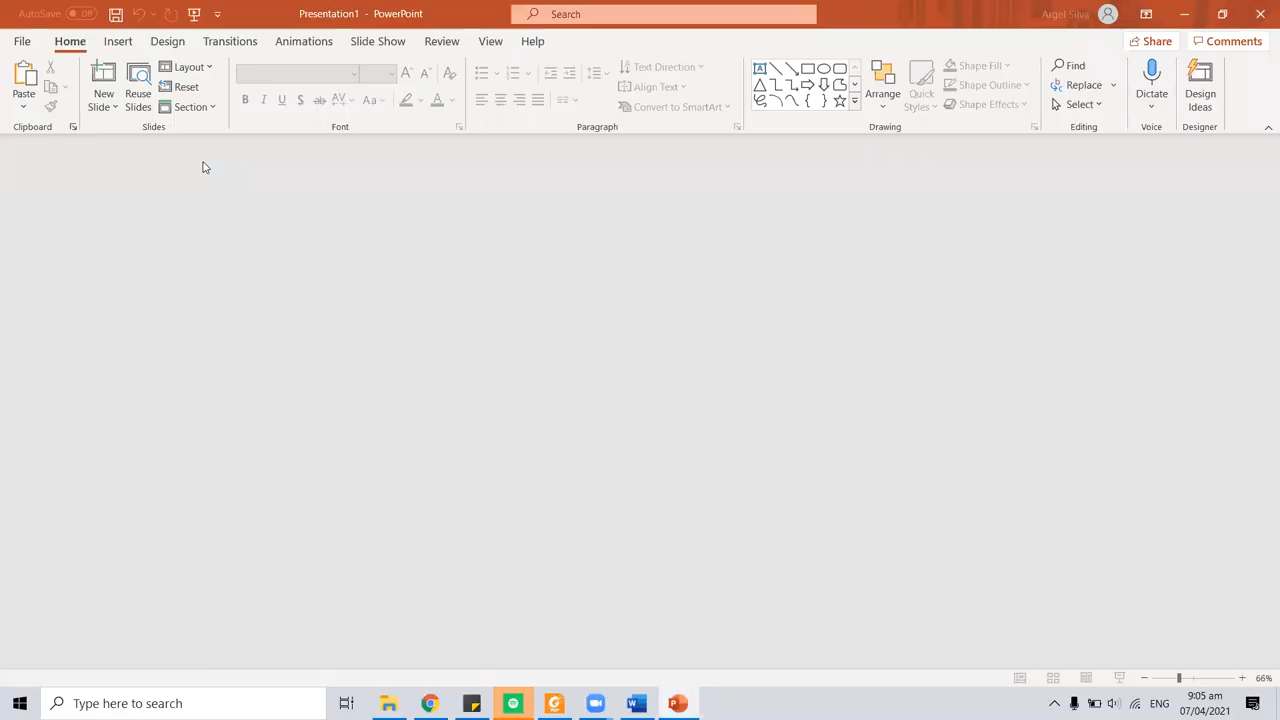 AutoSave Off Presentation1 - PowerPoint Search Argel Silva
File Home Insert Design Transitions Animations Slide Show Review View Help Share Comments
Paste
New Slide
Reuse Slides
Layout
Reset
Section
B I U S ab AV Aa A
Text Direction
Align Text
Convert to SmartArt
Arrange
Quick Styles
Shape Fill
Shape Outline
Shape Effects
Find
Replace
Select
Dictate
Design Ideas
Clipboard Slides Font Paragraph Drawing Editing Voice Designer
66%
Type here to search
ENG
9:05 am
07/04/2021